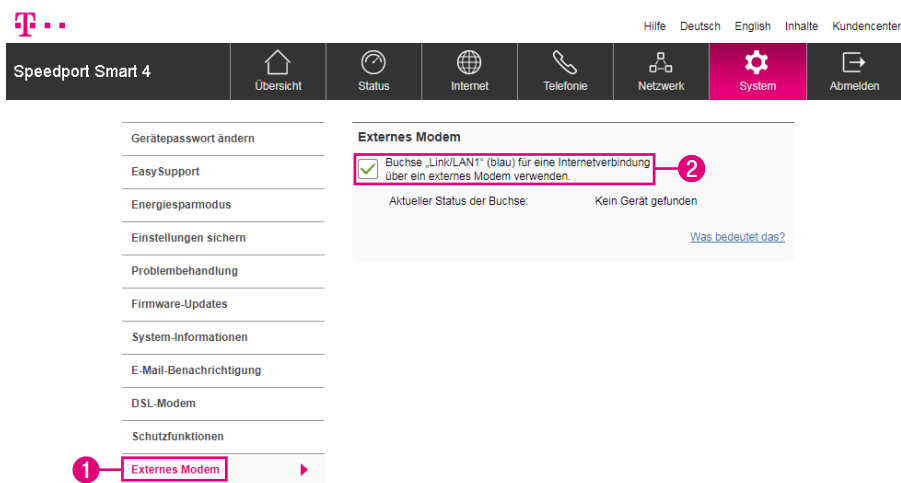 T
Hilfe Deutsch English Inhalte Kundencenter
Speedport Smart 4
Übersicht Status Internet Telefonie Netzwerk System Abmelden
Gerätepasswort ändern
EasySupport
Energiesparmodus
Einstellungen sichern
Problembehandlung
Firmware-Updates
System-Informationen
E-Mail-Benachrichtigung
DSL-Modem
Schutzfunktionen
1 Externes Modem
Externes Modem
Buchse „Link/LAN1“ (blau) für eine Internetverbindung
über ein externes Modem verwenden.
2
Aktueller Status der Buchse: Kein Gerät gefunden
Was bedeutet das?